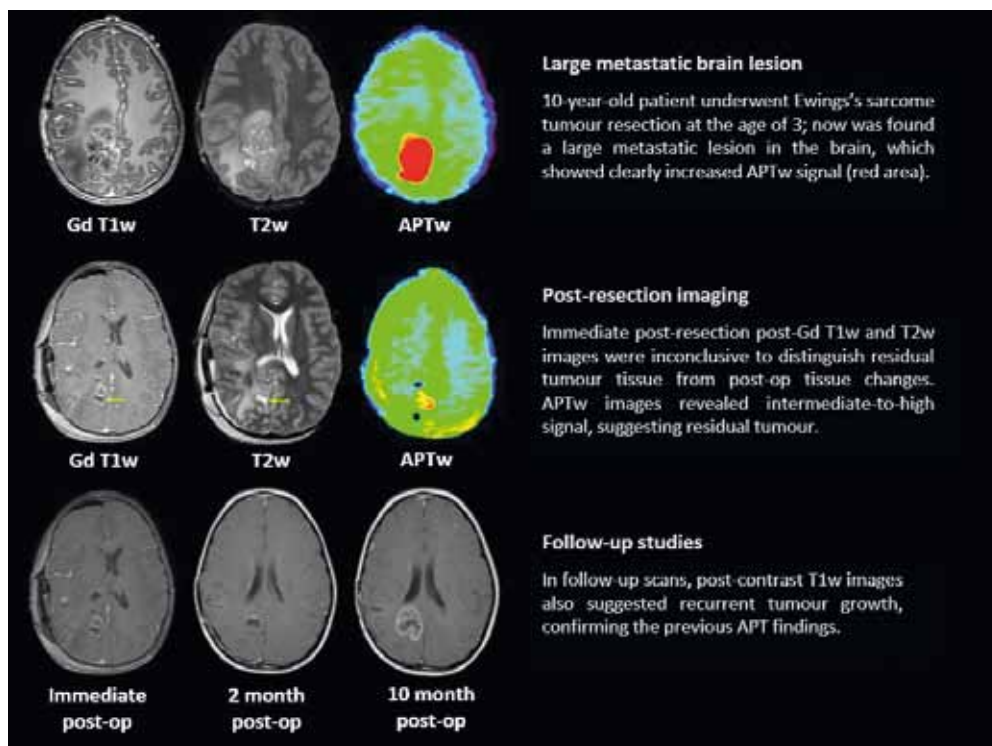 Large metastatic brain lesion
10-year-old patient underwent Ewings's sarcome
tumour resection at the age of 3; now was found
a large metastatic lesion in the brain, which
showed clearly increased APTw signal (red area).
Gd T1w
T2w
APTw
Post-resection imaging
Immediate post-resection post-Gd T1w and T2w
images were inconclusive to distinguish residual
tumour tissue from post-op tissue changes.
APTw images revealed intermediate-to-high
signal, suggesting residual tumour.
Gd T1w
T2w
APTw
Follow-up studies
In follow-up scans, post-contrast T1w images
also suggested recurrent tumour growth,
confirming the previous APT findings.
Immediate
post-op
2 month
post-op
10 month
post-op